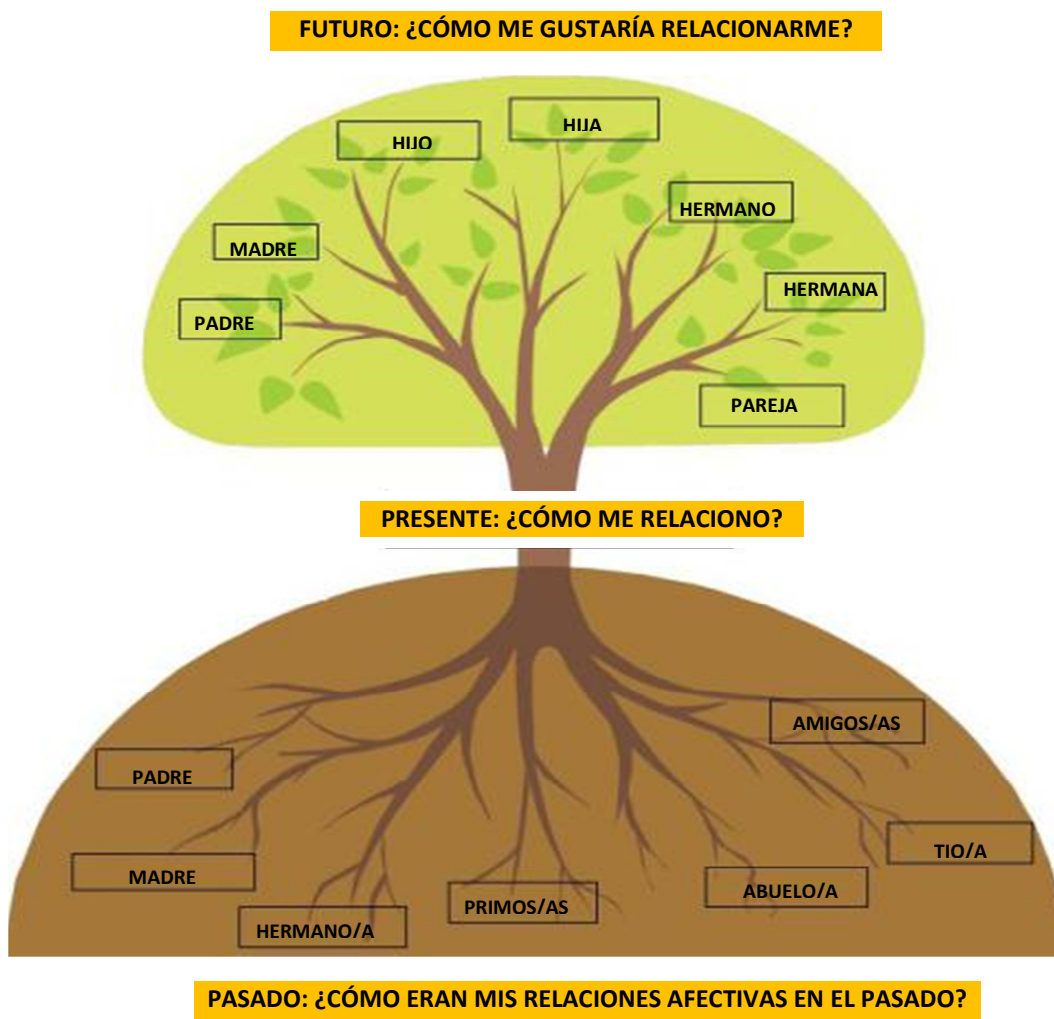 FUTURO: ¿CÓMO ME GUSTARÍA RELACIONARME?
HIJO
HIJA
HERMANO
MADRE
HERMANA
PADRE
PAREJA
PRESENTE: ¿CÓMO ME RELACIONO?
AMIGOS/AS
PADRE
TIO/A
MADRE
ABUELO/A
PRIMOS/AS
HERMANO/A
PASADO: ¿CÓMO ERAN MIS RELACIONES AFECTIVAS EN EL PASADO?